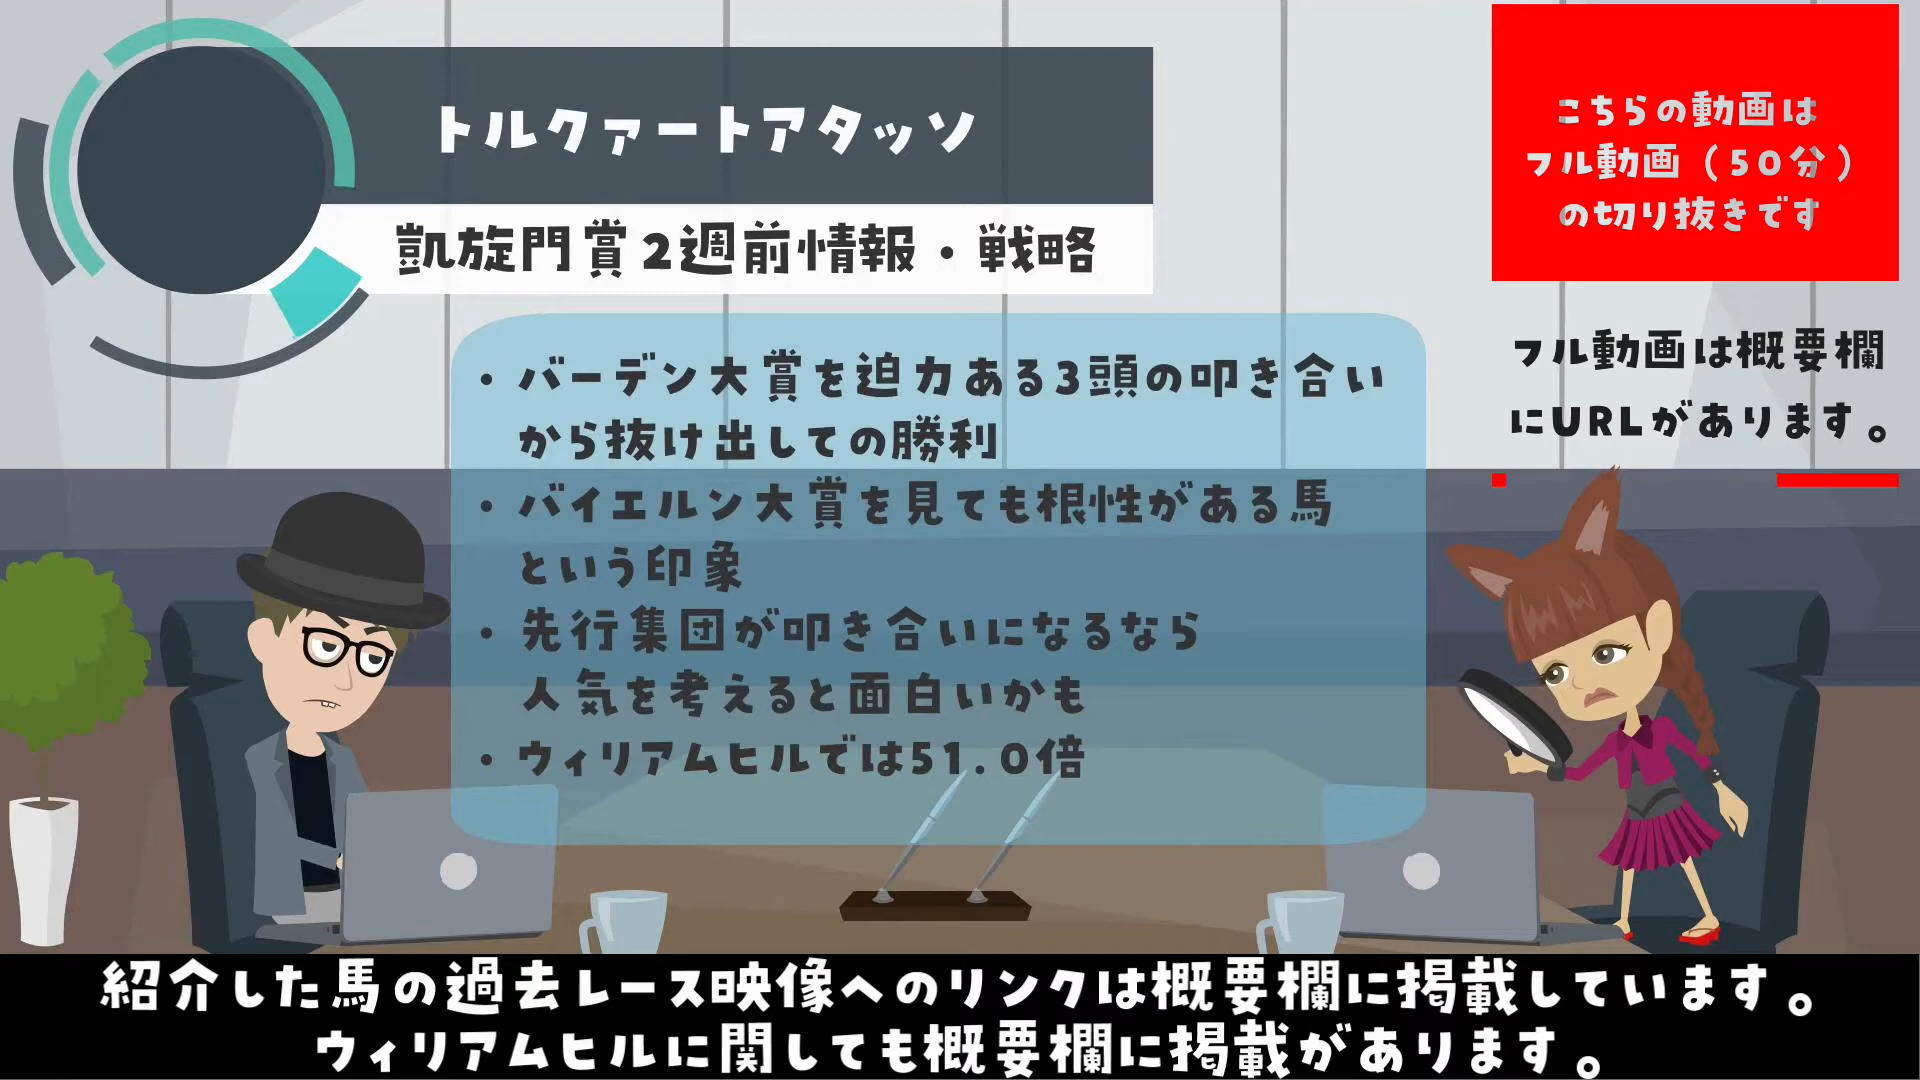 トルクァートアタッソ
凱旋門賞2週前情報・戦略
こちらの動画は
フル動画(50分)
の切り抜きです
フル動画は概要欄
にURLがあります。
・バーデン大賞を迫力ある3頭の叩き合い
から抜け出しての勝利
・バイエルン大賞を見ても根性がある馬
という印象
・先行集団が叩き合いになるなら
人気を考えると面白いかも
・ウィリアムヒルでは51.0倍
紹介した馬の過去レース映像へのリンクは概要欄に掲載しています。
ウィリアムヒルに関しても概要欄に掲載があります。